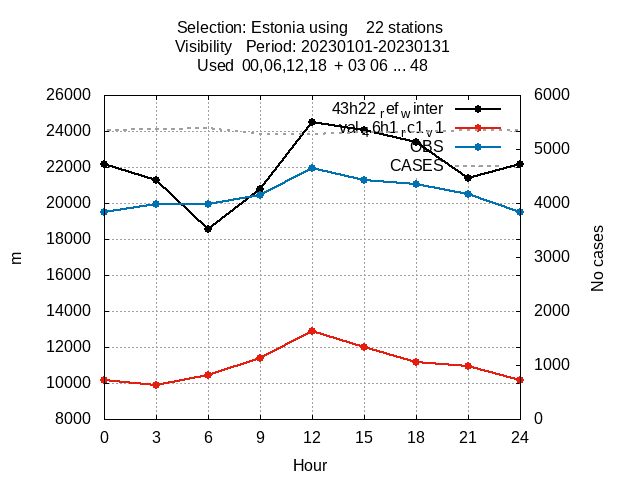 Selection: Estonia using 22 stations
Visibility Period: 20230101-20230131
Used 00,06,12,18 + 03 06 ... 48
26000
24000
22000
20000
18000
16000
14000
12000
10000
8000
m
6000
5000
4000
3000
2000
1000
0
No cases
43h22ref_winter
OBS
CASES
0 3 6 9 12 15 18 21 24
Hour